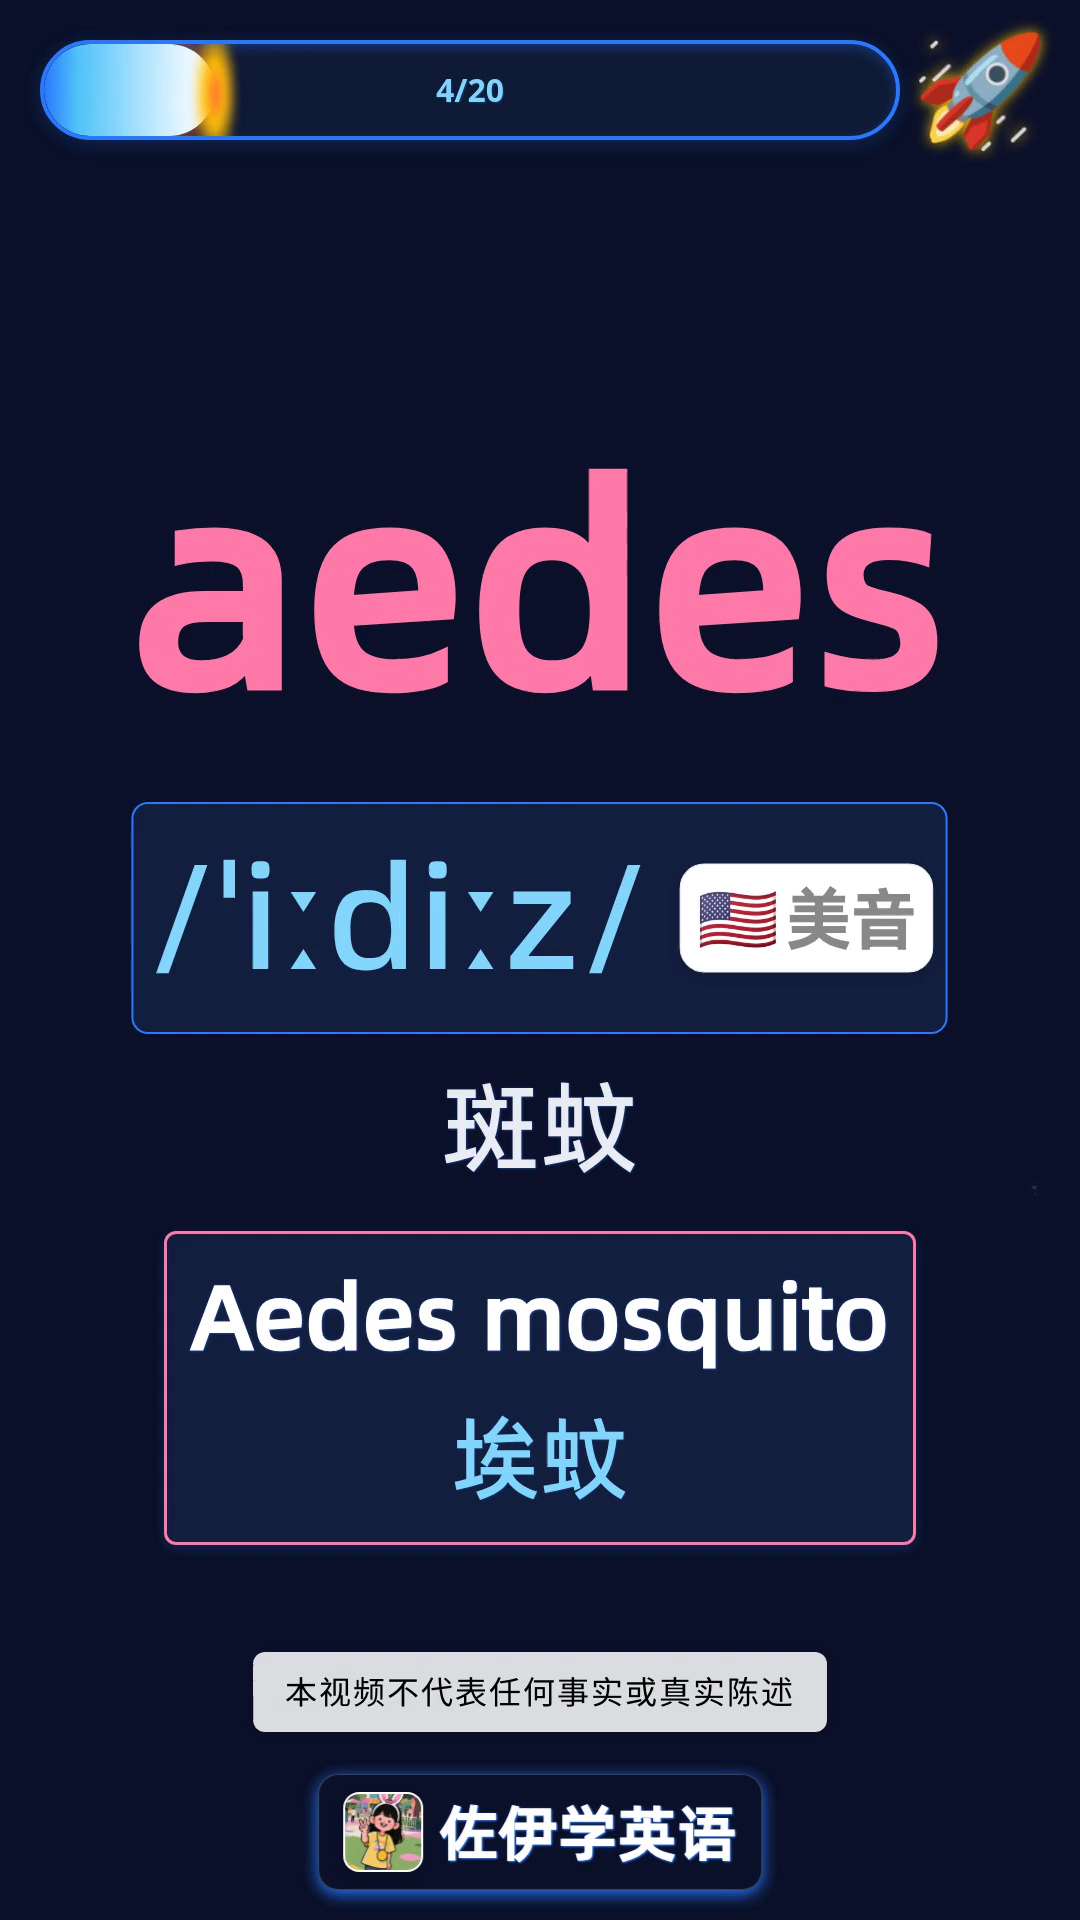 4/20
aedes
/ˈiːdiːz/ 美音
斑蚊
Aedes mosquito
埃蚊
本视频不代表任何事实或真实陈述
佐伊学英语